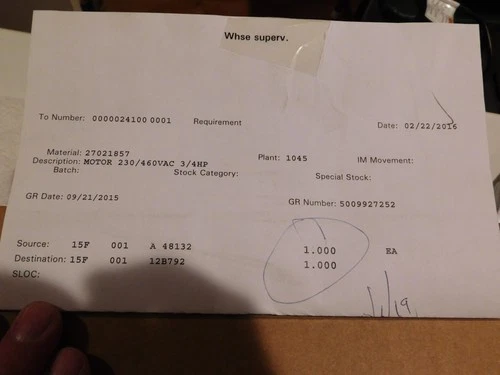 Whse superv.
To Number: 0000024100 0001 Requirement Date: 02/22/2016
Material: 27021857
Description: MOTOR 230/460VAC 3/4HP Plant: 1045 IM Movement:
Batch: Stock Category: Special Stock:
GR Date: 09/21/2015 GR Number: 5009927252
Source: 15F 001 A 48132 1.000 EA
Destination: 15F 001 12B792 1.000
SLOC: